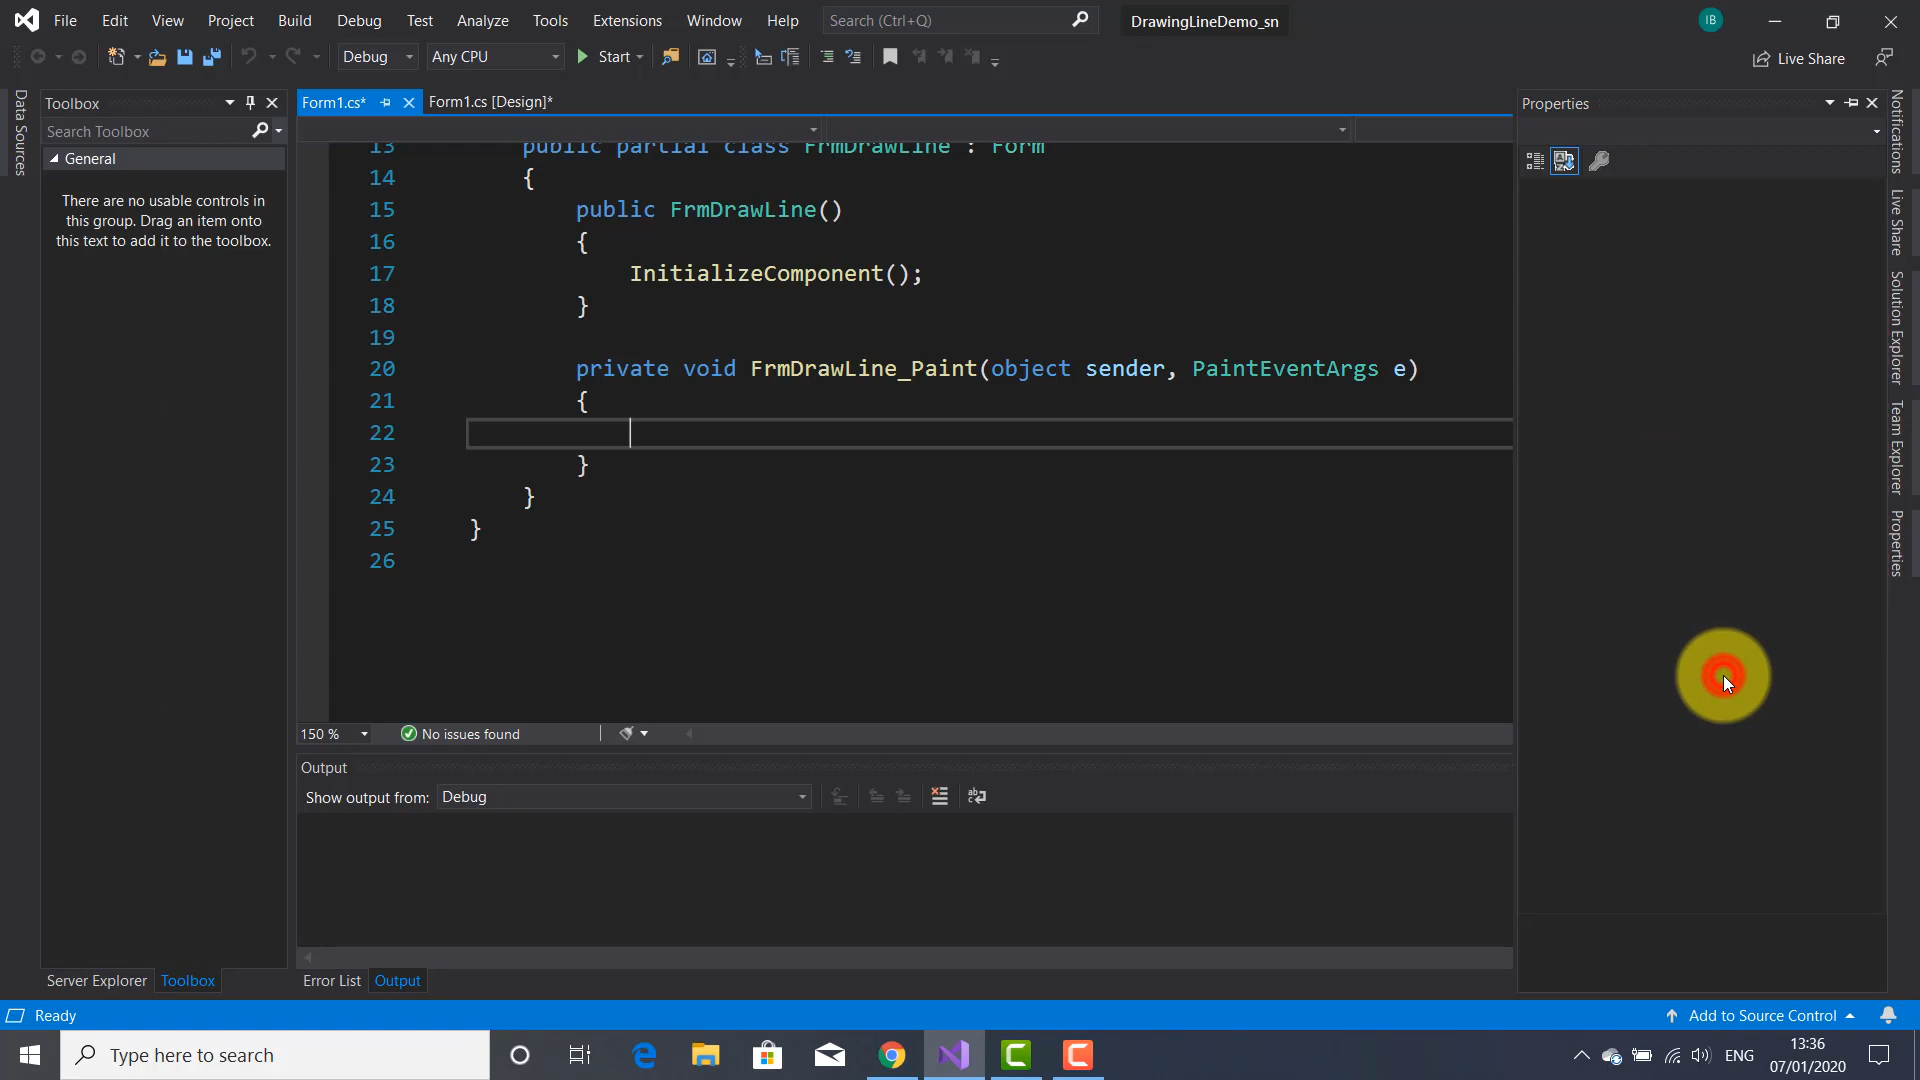 File Edit View Project Build Debug Test Analyze Tools Extensions Window Help Search (Ctrl+Q) DrawingLineDemo_sn IB
Debug Any CPU Start Live Share
Data Sources
Toolbox
Search Toolbox
General
There are no usable controls in
this group. Drag an item onto
this text to add it to the toolbox.
Server Explorer Toolbox
Form1.cs* Form1.cs [Design]*
13 public partial class FrmDrawLine : Form
14 {
15 public FrmDrawLine()
16 {
17 InitializeComponent();
18 }
19
20 private void FrmDrawLine_Paint(object sender, PaintEventArgs e)
21 {
22
23 }
24 }
25 }
26
150 % No issues found
Output
Show output from: Debug
Error List Output
Properties
Notifications
Live Share
Solution Explorer
Team Explorer
Properties
Ready Add to Source Control
Type here to search
ENG
13:36
07/01/2020